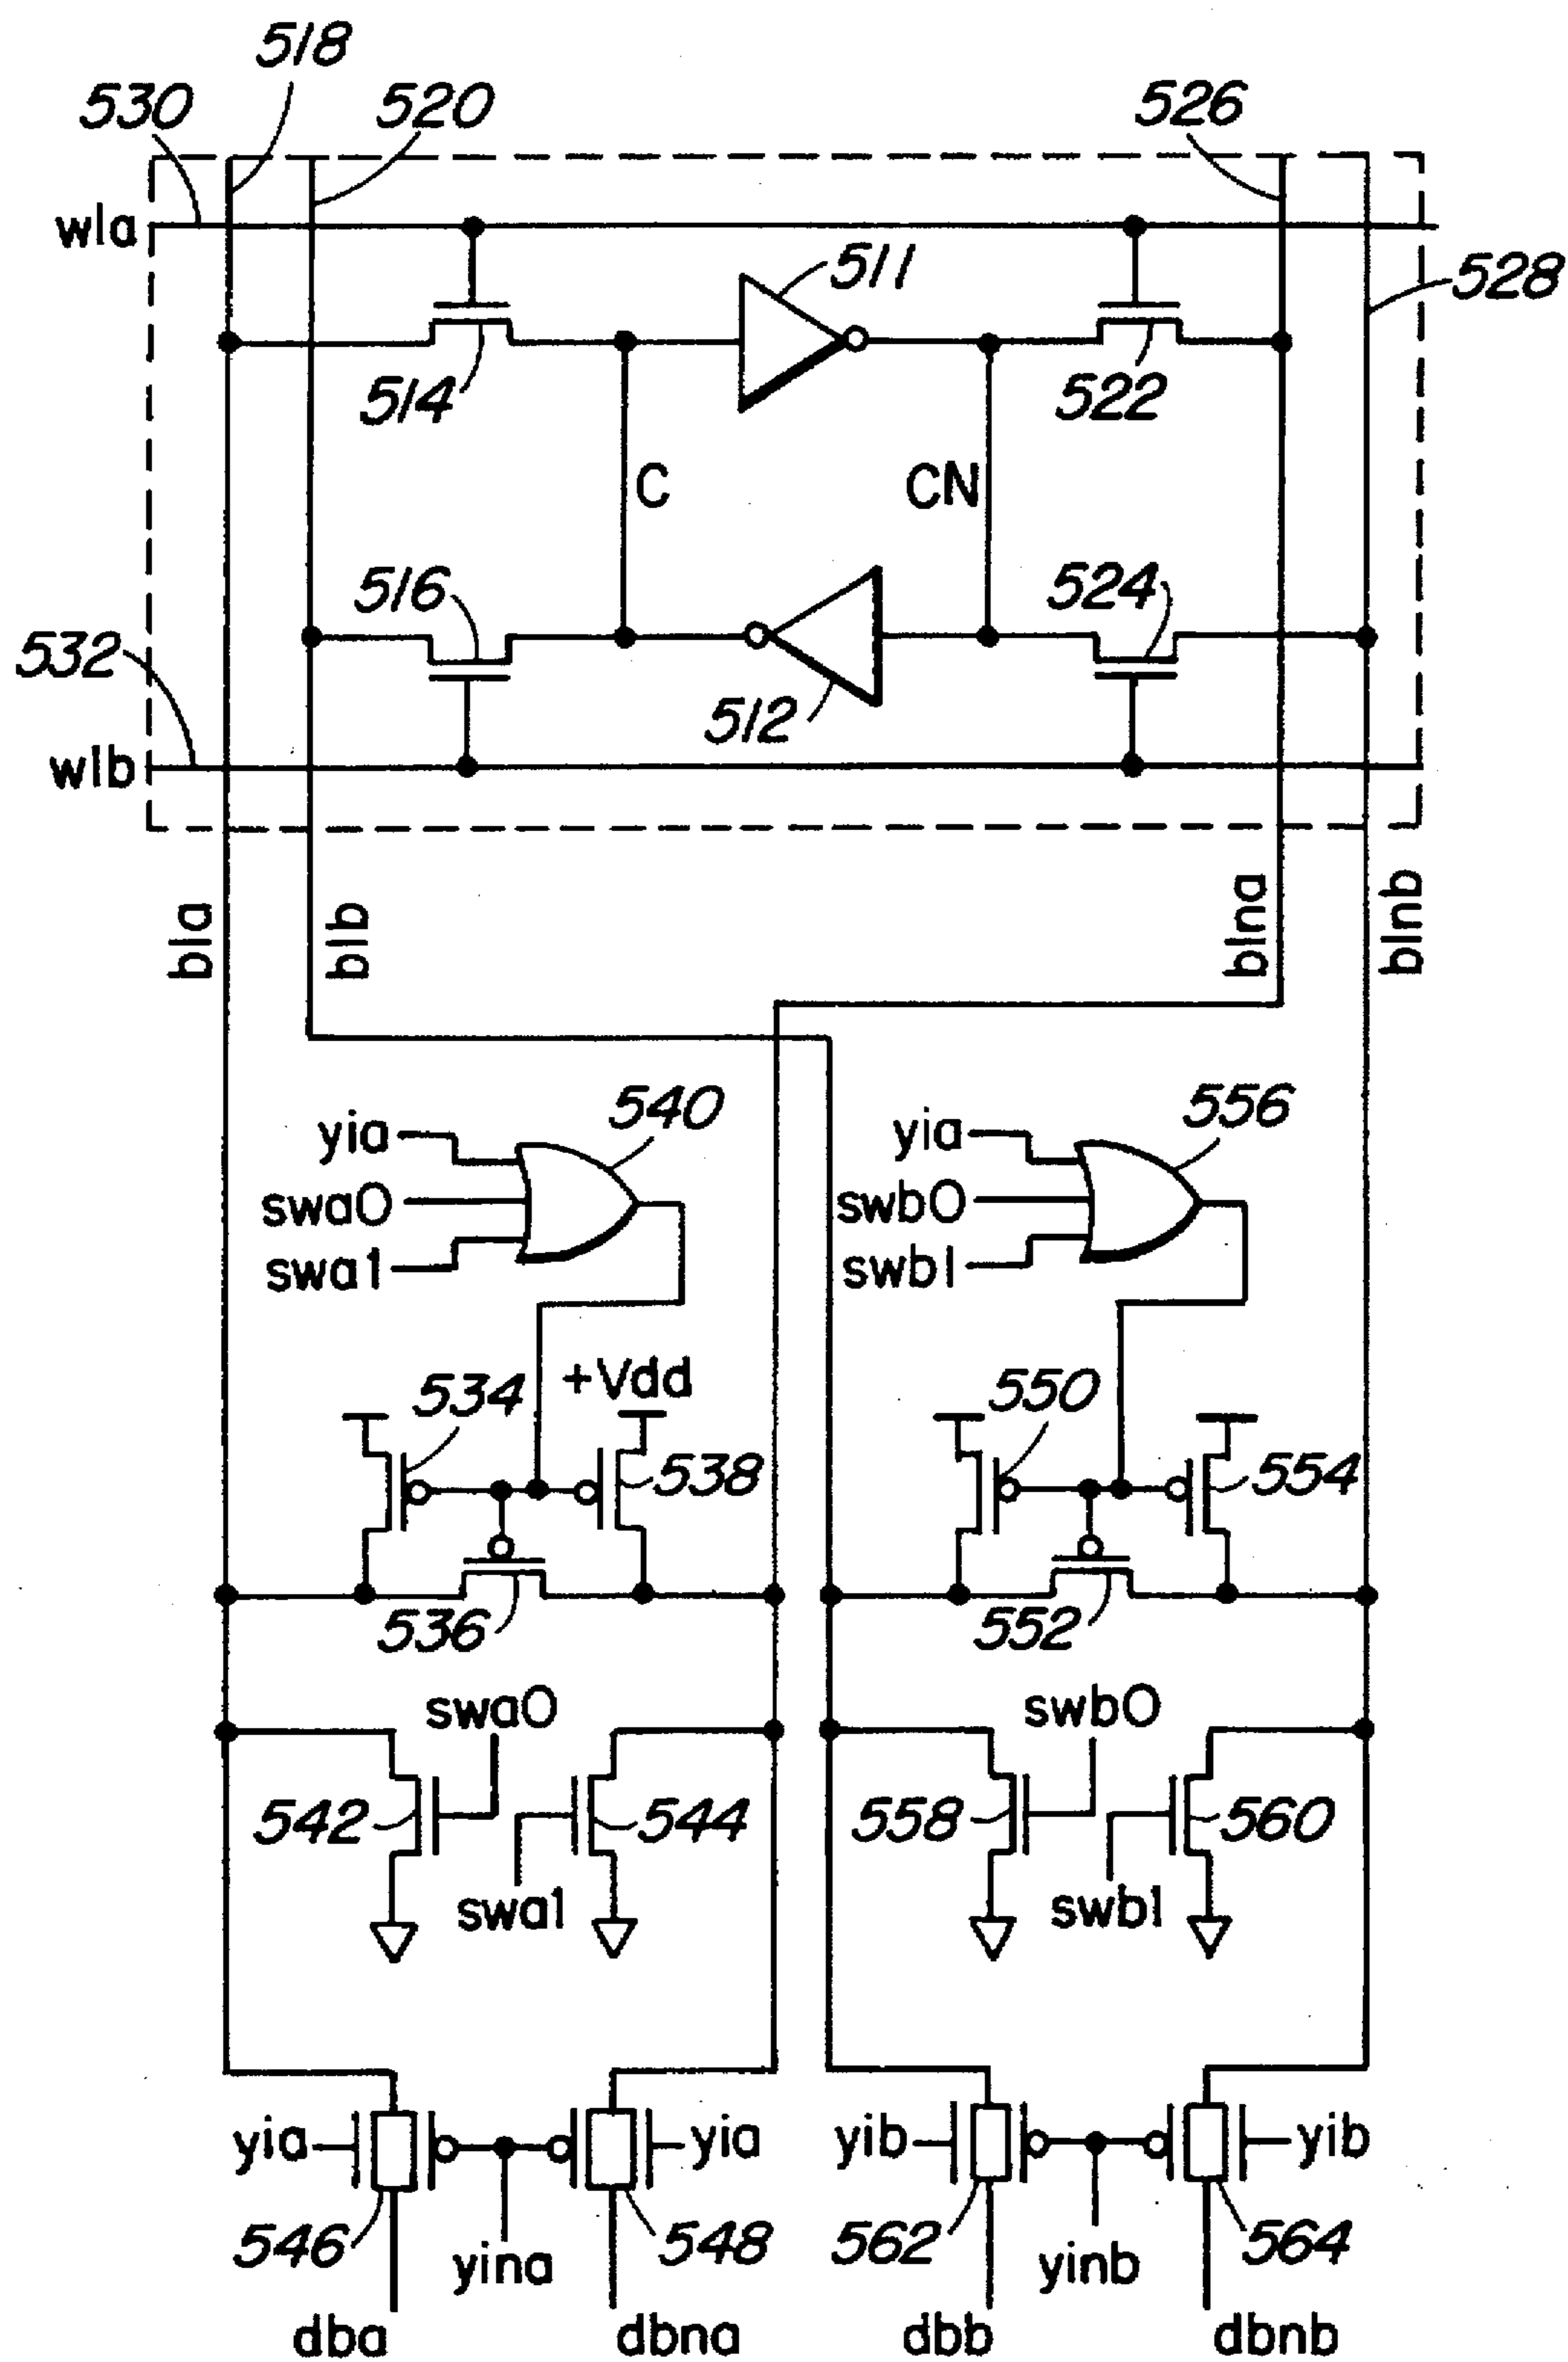 518
530
520
526
wla
511
528
514
522
C
CN
516
524
532
512
wlb
bla
blb
blna
blnb
540
556
yia
yia
swa0
swb0
swa1
swb1
534
+Vdd
550
538
554
536
552
swa0
swb0
542
544
558
560
swa1
swb1
yia
yia
yib
yib
546
yina
548
562
yinb
564
dba
dbna
dbb
dbnb